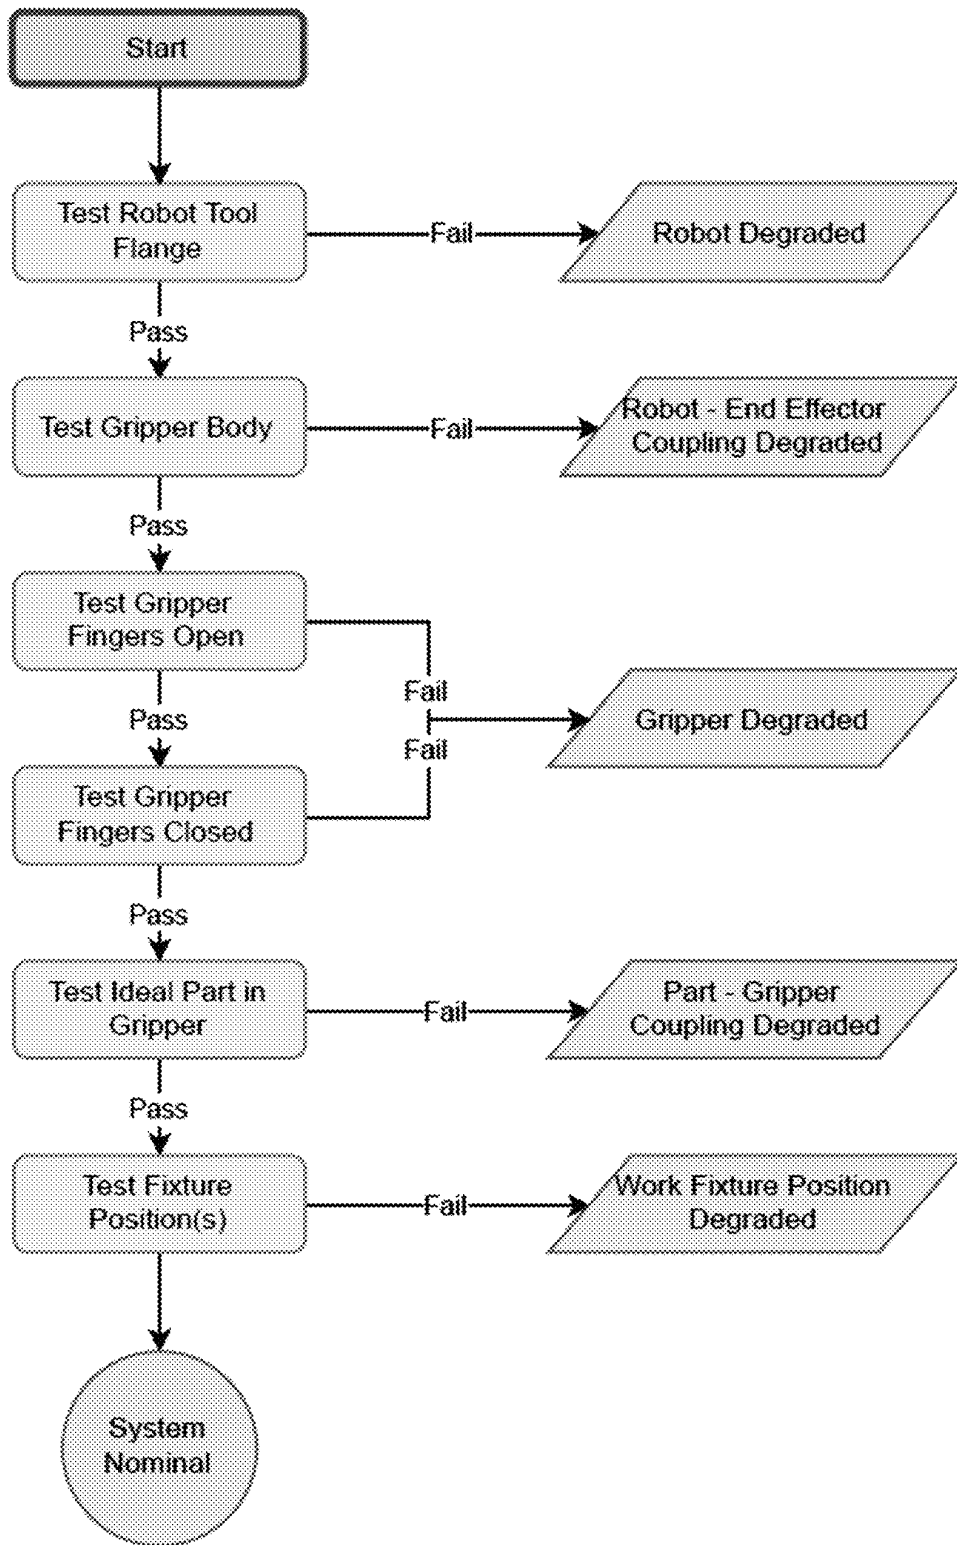 Start
Test Robot Tool
Flange
Fail
Robot Degraded
Pass
Test Gripper Body
Fail
Robot - End Effector
Coupling Degraded
Pass
Test Gripper
Fingers Open
Fail
Pass
Gripper Degraded
Fail
Test Gripper
Fingers Closed
Pass
Test Ideal Part in
Gripper
Fail
Part - Gripper
Coupling Degraded
Pass
Test Fixture
Position(s)
Fail
Work Fixture Position
Degraded
System
Nominal